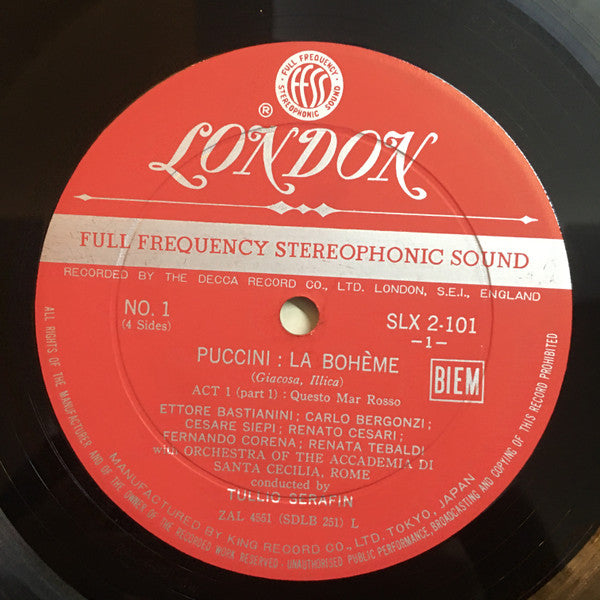 FULL FREQUENCY
FFSS
STEREOPHONIC SOUND
®
LONDON
FULL FREQUENCY STEREOPHONIC SOUND
RECORDED BY THE DECCA RECORD CO., LTD. LONDON, S.E.I., ENGLAND
NO. 1
(4 Sides)
SLX 2-101
—1—
BIEM
PUCCINI : LA BOHÈME
(Giacosa, Illica)
ACT 1 (part 1) : Questo Mar Rosso
ETTORE BASTIANINI ; CARLO BERGONZI ;
CESARE SIEPI ; RENATO CESARI ;
FERNANDO CORENA ; RENATA TEBALDI
with ORCHESTRA OF THE ACCADEMIA DI
SANTA CECILIA, ROME
conducted by
TULLIO SERAFIN
ZAL 4551 (SDLB 251) L
MANUFACTURED BY KING RECORD CO., LTD. TOKYO, JAPAN
ALL RIGHTS OF THE MANUFACTURER AND OF THE OWNER OF THE RECORDED WORK RESERVED. — UNAUTHORISED PUBLIC PERFORMANCE, BROADCASTING AND COPYING OF THIS RECORD PROHIBITED